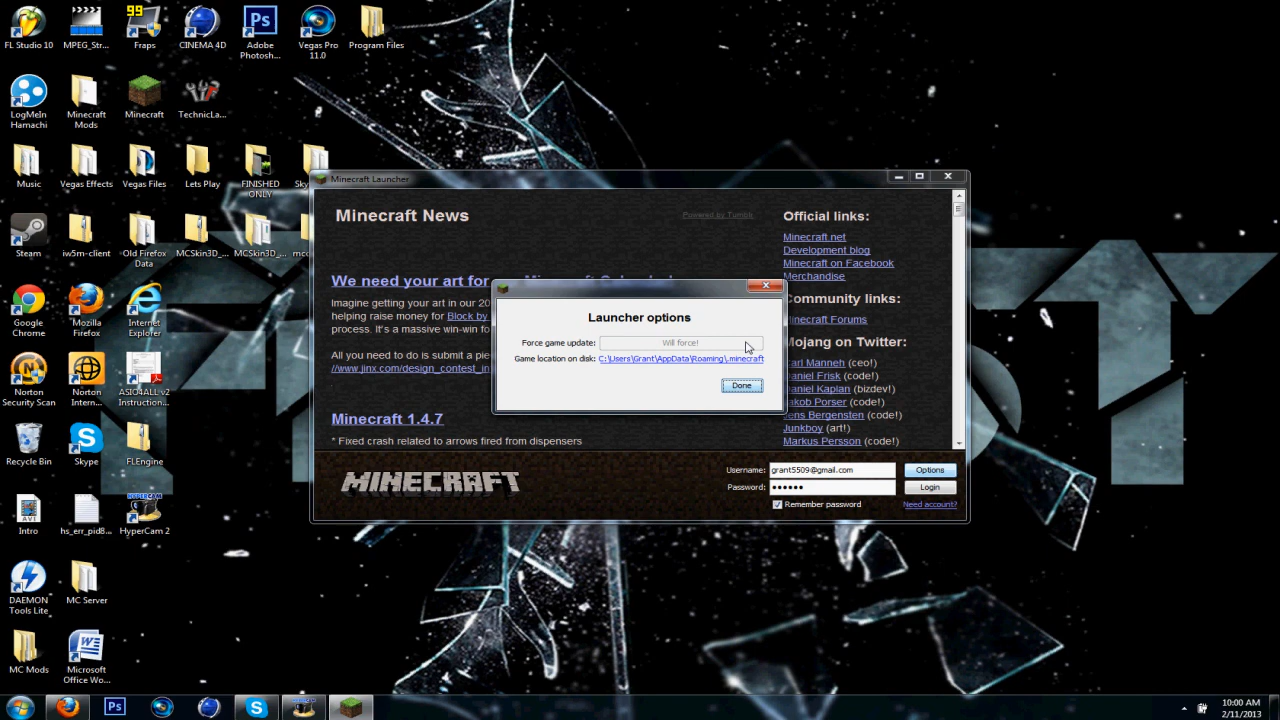 FL Studio 10
MPEG_Str...
99
Fraps
CINEMA 4D
Ps
Adobe
Photosh...
Vegas Pro
11.0
Program Files
LogMeIn
Hamachi
Minecraft
Mods
Minecraft
TechnicLa...
Music
Vegas Effects
Vegas Files
Lets Play
FINISHED
ONLY
Sky
Steam
iw5m-client
Old Firefox
Data
MCSkin3D_...
MCSkin3D_...
Google
Chrome
Mozilla
Firefox
Internet
Explorer
Norton
Security Scan
Norton
Intern...
ASIO4ALL v2
Instruction...
Recycle Bin
Skype
FLEngine
AVI
Intro
hs_err_pid8...
HYPERCAM
HyperCam 2
DAEMON
Tools Lite
MC Server
MC Mods
Microsoft
Office Wo...
Minecraft Launcher
Minecraft News
Powered by Tumblr
We need your art for
Imagine getting your art in our 20
helping raise money for Block by
process. It's a massive win-win fo
All you need to do is submit a pie
//www.jinx.com/design_contest_in
Minecraft 1.4.7
* Fixed crash related to arrows fired from dispensers
Official links:
Minecraft.net
Development blog
Minecraft on Facebook
Merchandise
Community links:
Minecraft Forums
Mojang on Twitter:
Carl Manneh (ceo!)
Daniel Frisk (code!)
Daniel Kaplan (bizdev!)
Jakob Porser (code!)
Jens Bergensten (code!)
Junkboy (art!)
Markus Persson (code!)
Launcher options
Force game update: Will force!
Game location on disk: C:\Users\Grant\AppData\Roaming\.minecraft
Done
MINECRAFT
Username: grant5509@gmail.com
Options
Password: ●●●●●●
Login
Remember password
Need account?
Ps
10:00 AM
2/11/2013